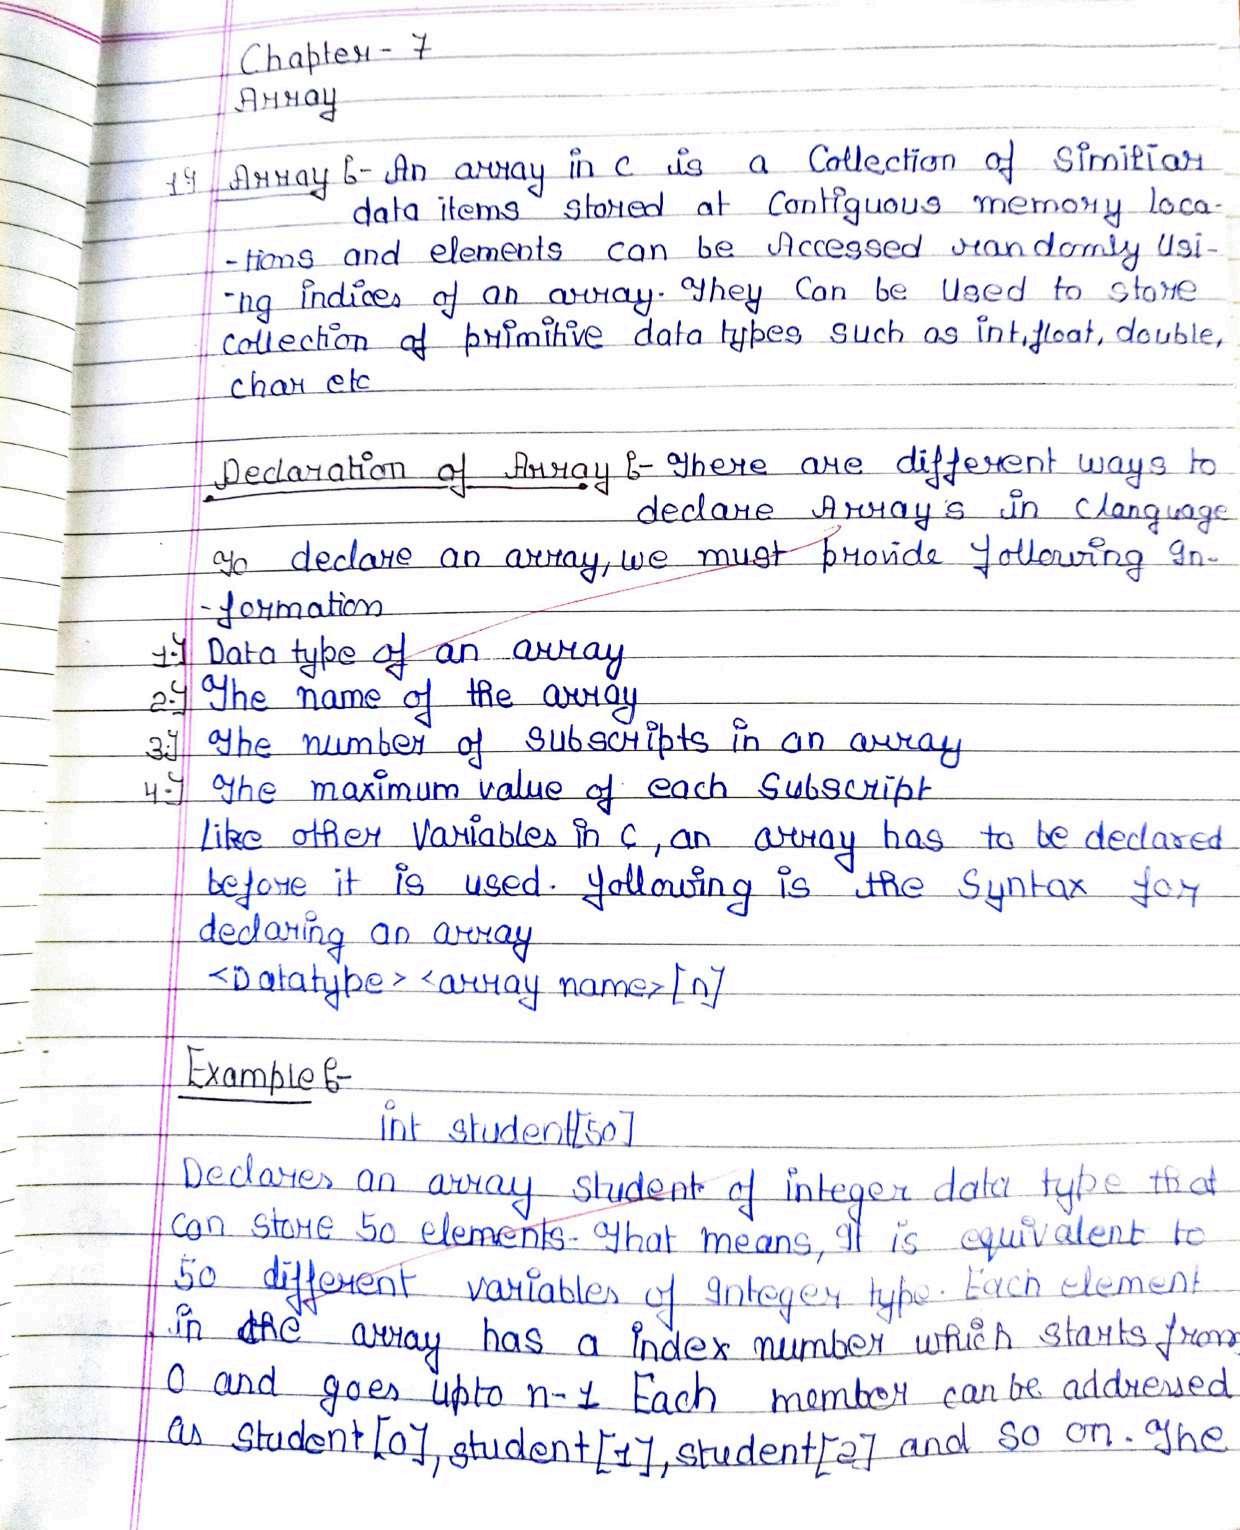 Chapter - 7
Array
1) Array :- An array in C is a Collection of Similiar
data items stored at Contiguous memory loca-
-tions and elements can be Accessed randomly Usi-
-ng indices of an array. They Can be Used to store
collection of primitive data types such as int, float, double,
char etc
Declaration of Array :- There are different ways to
declare Array's in C language
To declare an array, we must provide following In-
-formation
1.) Data type of an array
2.) The name of the array
3.) The number of subscripts in an array
4.) The maximum value of each Subscript
Like other Variables in C, an array has to be declared
before it is used. Following is the Syntax for
declaring an array
<Datatype> <array name> [n]
Example :-
int student[50]
Declares an array student of integer data type that
can store 50 elements. That means, It is equivalent to
50 different variables of Integer type. Each element
in the array has a index number which starts from
0 and goes upto n-1 Each member can be addressed
as student[0], student[1], student[2] and so on. The